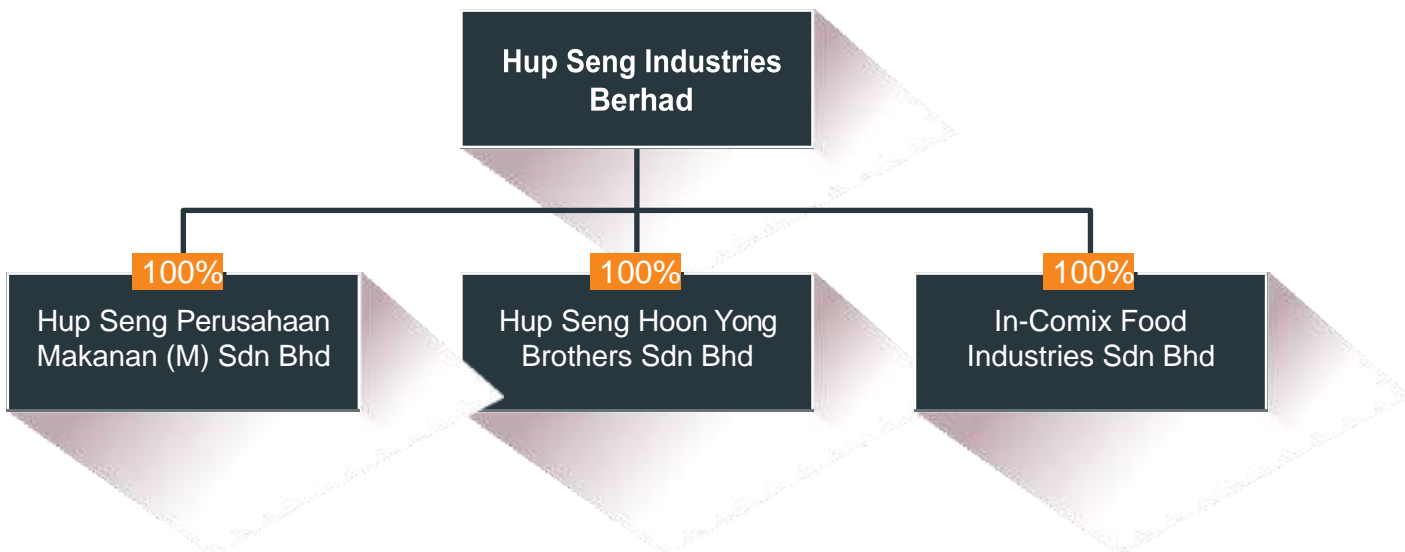 Hup Seng Industries
Berhad
100%
100%
100%
Hup Seng Perusahaan
Makanan (M) Sdn Bhd
Hup Seng Hoon Yong
Brothers Sdn Bhd
In-Comix Food
Industries Sdn Bhd